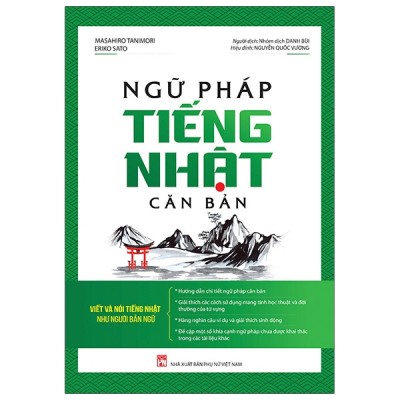 MASAHIRO TANIMORI
ERIKO SATO
Người dịch: Nhóm dịch DANH BÙI
Hiệu đính: NGUYỄN QUỐC VƯƠNG
NGỮ PHÁP
TIẾNG
NHẬT
CĂN BẢN
VIẾT VÀ NÓI TIẾNG NHẬT
NHƯ NGƯỜI BẢN NGỮ
* Hướng dẫn chi tiết ngữ pháp căn bản
* Giải thích các cách sử dụng mang tính học thuật và đời
thường của từ vựng
* Hàng nghìn câu ví dụ và giải thích sinh động
* Đề cập một số khía cạnh ngữ pháp chưa được khai thác
trong các tài liệu khác
PN
NHÀ XUẤT BẢN PHỤ NỮ VIỆT NAM